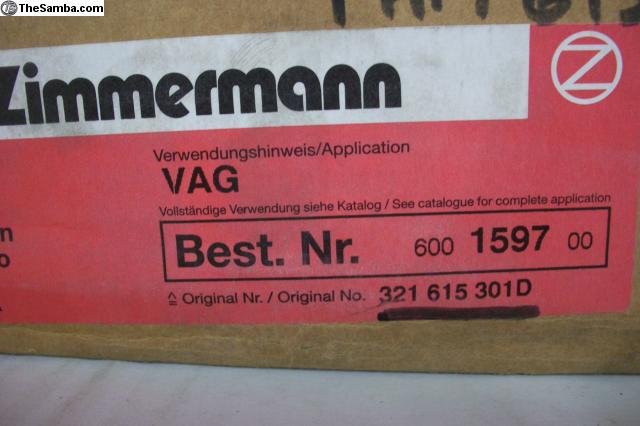 TheSamba.com
Zimmermann
Z
Verwendungshinweis/Application
VAG
Vollständige Verwendung siehe Katalog / See catalogue for complete application
Best. Nr. 600 1597 00
≙ Original Nr. / Original No. 321 615 301D